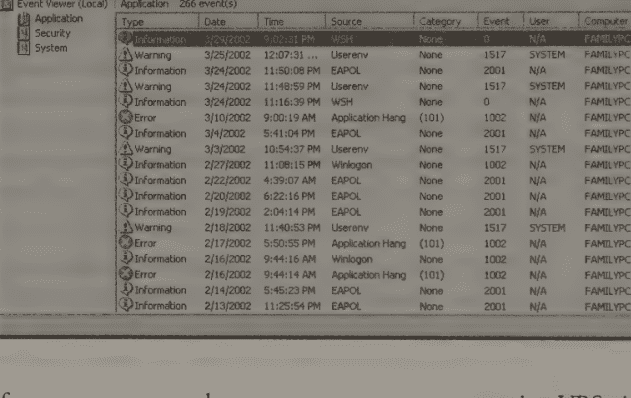 Event Viewer (Local) Application 266 event(s)
Application
Security
System
Type Date Time Source Category Event User Computer
Information 3/29/2002 9:02:31 PM WSH None 0 N/A FAMILYPC
Warning 3/25/2002 12:07:31 ... Userenv None 1517 SYSTEM FAMILYPC
Information 3/24/2002 11:50:08 PM EAPOL None 2001 N/A FAMILYPC
Warning 3/24/2002 11:48:59 PM Userenv None 1517 SYSTEM FAMILYPC
Information 3/24/2002 11:16:39 PM WSH None 0 N/A FAMILYPC
Error 3/10/2002 9:00:19 AM Application Hang (101) 1002 N/A FAMILYPC
Information 3/4/2002 5:41:04 PM EAPOL None 2001 N/A FAMILYPC
Warning 3/3/2002 10:54:37 PM Userenv None 1517 SYSTEM FAMILYPC
Information 2/27/2002 11:08:15 PM Winlogon None 1002 N/A FAMILYPC
Information 2/22/2002 4:39:07 AM EAPOL None 2001 N/A FAMILYPC
Information 2/20/2002 6:22:16 PM EAPOL None 2001 N/A FAMILYPC
Information 2/19/2002 2:04:14 PM EAPOL None 2001 N/A FAMILYPC
Warning 2/18/2002 11:40:53 PM Userenv None 1517 SYSTEM FAMILYPC
Error 2/17/2002 5:50:55 PM Application Hang (101) 1002 N/A FAMILYPC
Information 2/16/2002 9:44:16 AM Winlogon None 1002 N/A FAMILYPC
Error 2/16/2002 9:44:14 AM Application Hang (101) 1002 N/A FAMILYPC
Information 2/14/2002 5:45:23 PM EAPOL None 2001 N/A FAMILYPC
Information 2/13/2002 11:25:54 PM EAPOL None 2001 N/A FAMILYPC